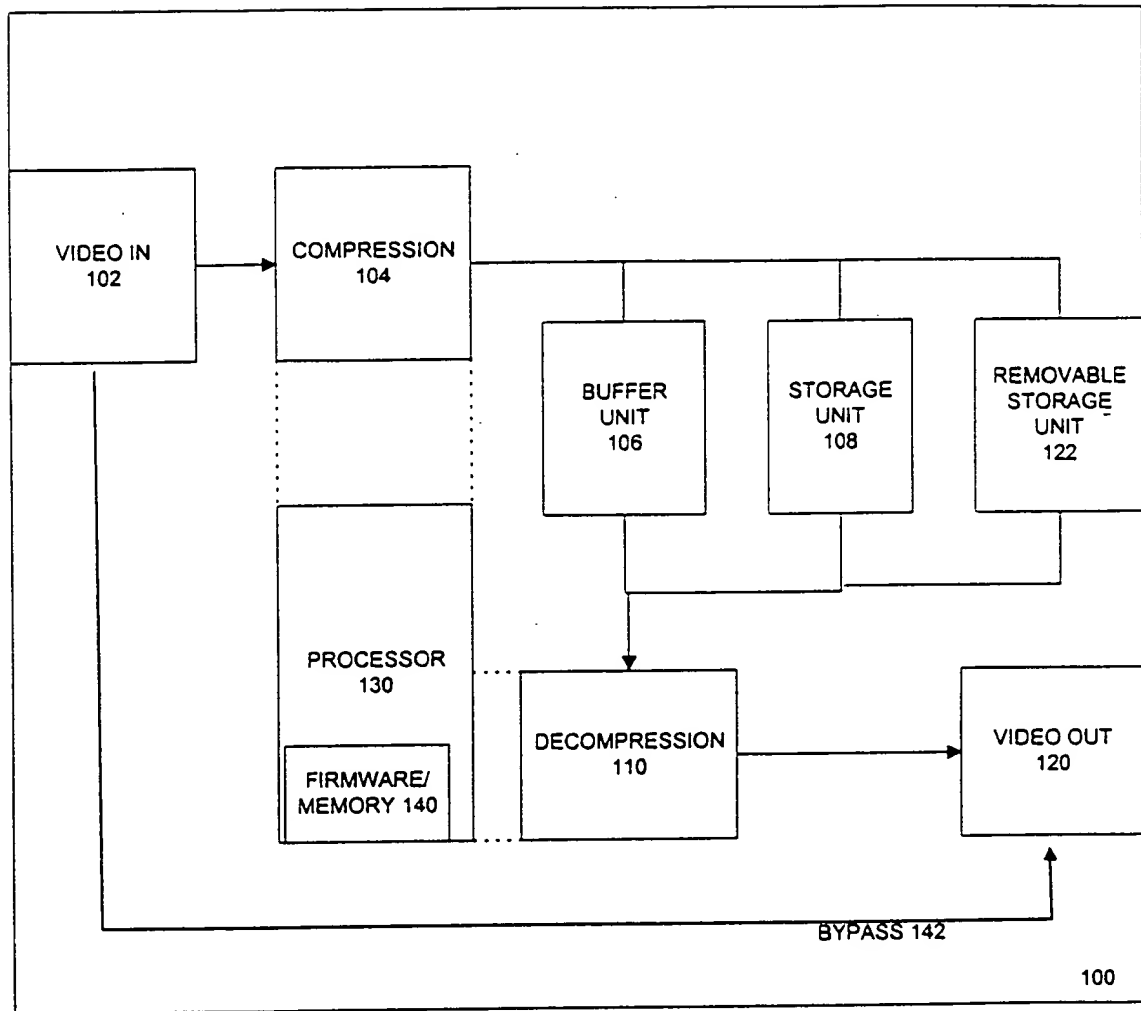 VIDEO IN
102
COMPRESSION
104
BUFFER
UNIT
106
STORAGE
UNIT
108
REMOVABLE
STORAGE
UNIT
122
PROCESSOR
130
FIRMWARE/
MEMORY 140
DECOMPRESSION
110
VIDEO OUT
120
BYPASS 142
100